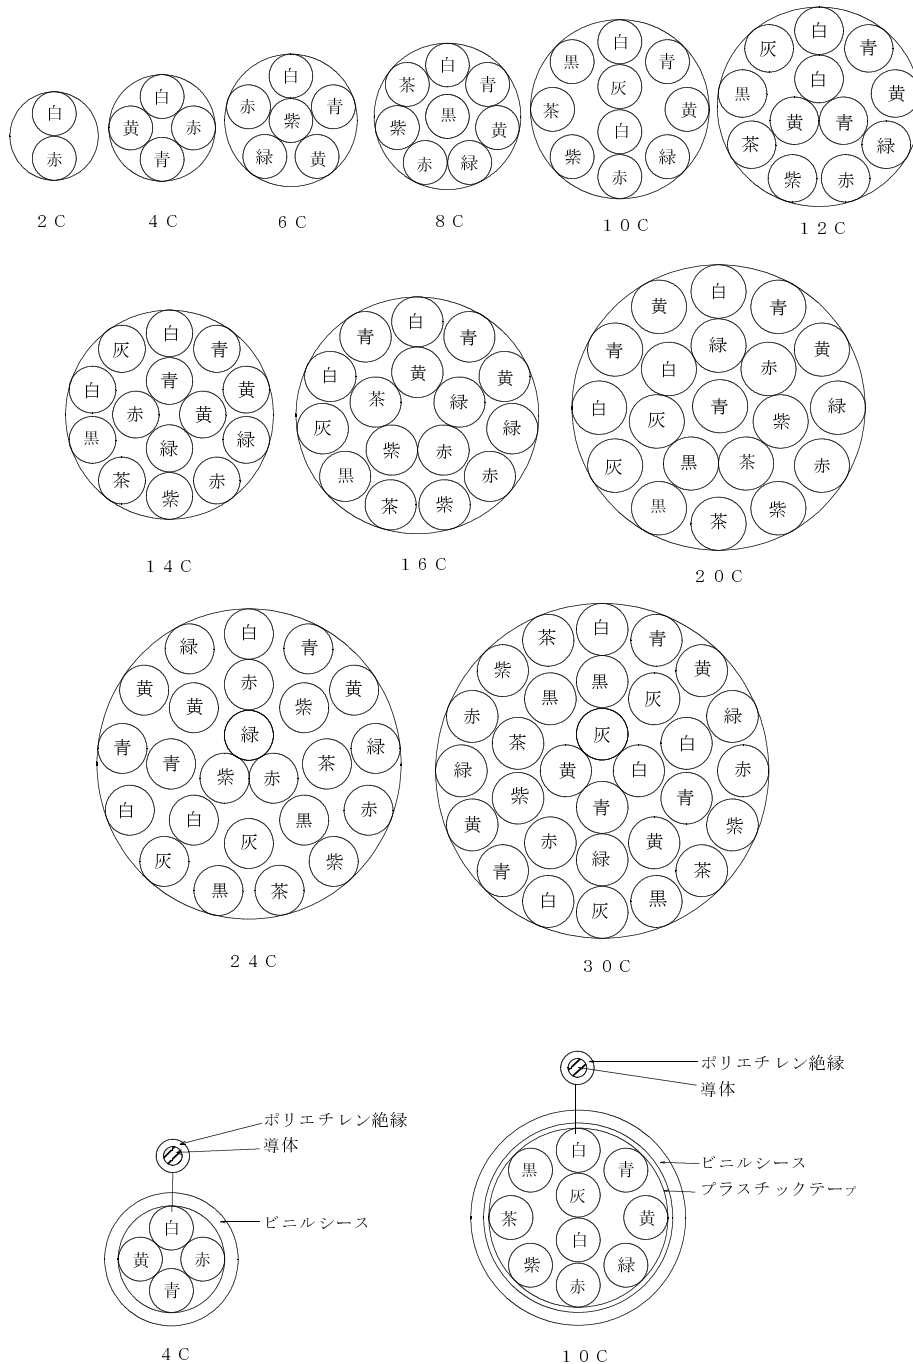 白
赤
２Ｃ
白
黄 赤
青
４Ｃ
白
赤 紫 青
緑 黄
６Ｃ
白
茶 青
黒
紫 黄
赤 緑
８Ｃ
白
黒 青
灰
茶 黄
白
紫 緑
赤
１０Ｃ
白
灰 青
白
黒 黄
黄 青
茶 緑
紫 赤
１２Ｃ
白
灰 青
青
白 黄
赤 黄
黒 緑
緑
茶 赤
紫
１４Ｃ
白
青 青
黄
白 黄
茶 緑
灰 緑
紫 赤
黒 赤
茶 紫
１６Ｃ
白
黄 青
緑
青 黄
白 赤
白 青 緑
灰 紫
灰 黒 茶 赤
黒 紫
茶
２０Ｃ
白
緑 青
赤
黄 黄
黄 紫
緑
青 緑
青 茶
紫 赤
白 赤
白 黒
灰
灰 紫
黒 茶
２４Ｃ
白
茶 青
紫 黒 黄
黒 灰
赤 緑
灰
茶 白
緑 黄 白 赤
紫 青
青
黄 紫
赤 黄
緑
青 茶
白 黒
灰
３０Ｃ
ポリエチレン絶縁
導体
ビニルシース
白
黄 赤
青
４Ｃ
ポリエチレン絶縁
導体
ビニルシース
プラスチックテープ
白
黒 青
灰
茶 黄
白
紫 緑
赤
１０Ｃ